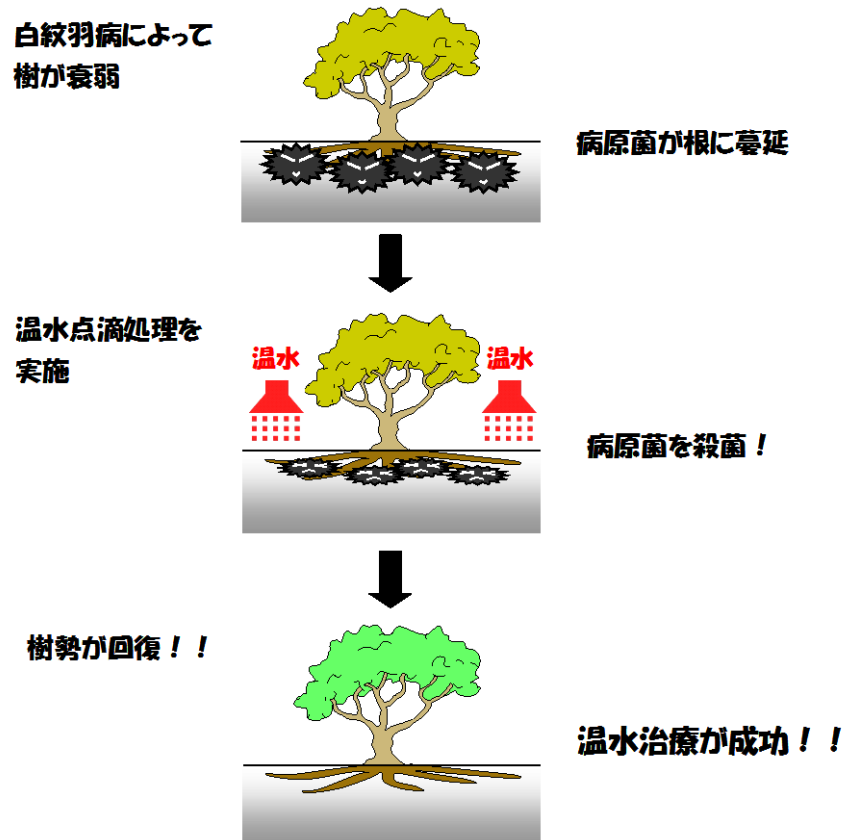 白紋羽病によって
樹が衰弱
病原菌が根に蔓延
温水点滴処理を
実施
温水
温水
病原菌を殺菌！
樹勢が回復！！
温水治療が成功！！